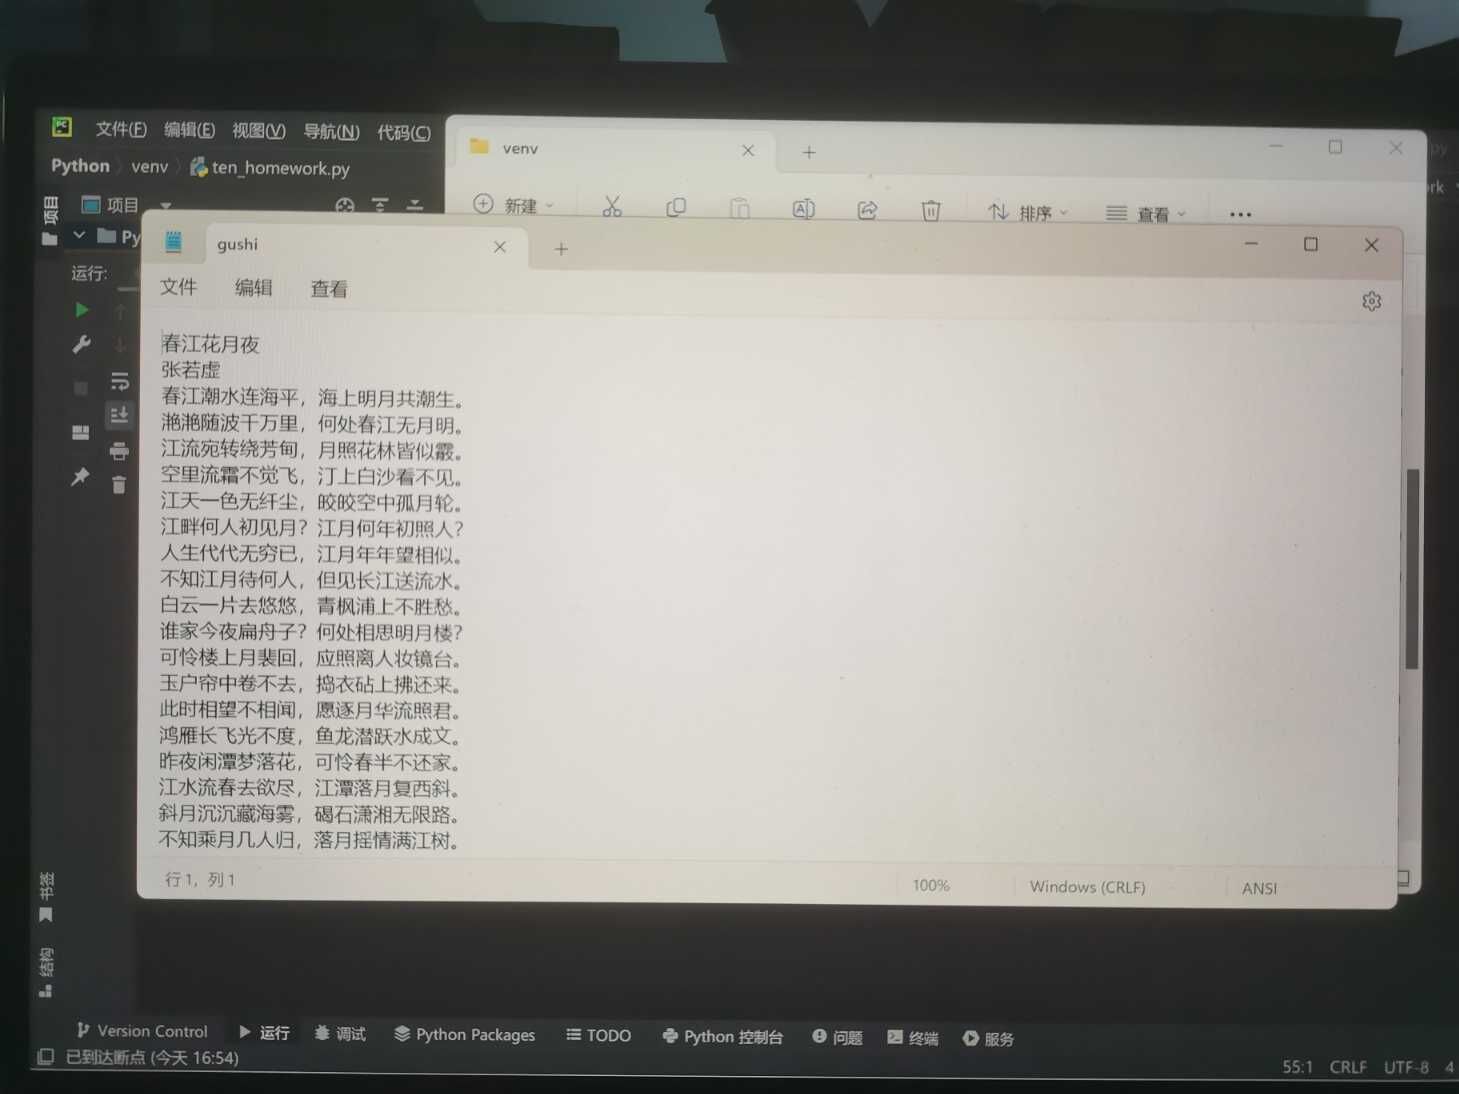 文件(F) 编辑(E) 视图(V) 导航(N) 代码(C)
Python venv ten_homework.py
项目
项目
Py
运行:
venv
新建
排序
查看
gushi
文件 编辑 查看
春江花月夜
张若虚
春江潮水连海平，海上明月共潮生。
滟滟随波千万里，何处春江无月明。
江流宛转绕芳甸，月照花林皆似霰。
空里流霜不觉飞，汀上白沙看不见。
江天一色无纤尘，皎皎空中孤月轮。
江畔何人初见月？江月何年初照人？
人生代代无穷已，江月年年望相似。
不知江月待何人，但见长江送流水。
白云一片去悠悠，青枫浦上不胜愁。
谁家今夜扁舟子？何处相思明月楼？
可怜楼上月裴回，应照离人妆镜台。
玉户帘中卷不去，捣衣砧上拂还来。
此时相望不相闻，愿逐月华流照君。
鸿雁长飞光不度，鱼龙潜跃水成文。
昨夜闲潭梦落花，可怜春半不还家。
江水流春去欲尽，江潭落月复西斜。
斜月沉沉藏海雾，碣石潇湘无限路。
不知乘月几人归，落月摇情满江树。
行 1，列 1 100% Windows (CRLF) ANSI
书签
结构
Version Control 运行 调试 Python Packages TODO Python 控制台 问题 终端 服务
已到达断点 (今天 16:54) 55:1 CRLF UTF-8 4